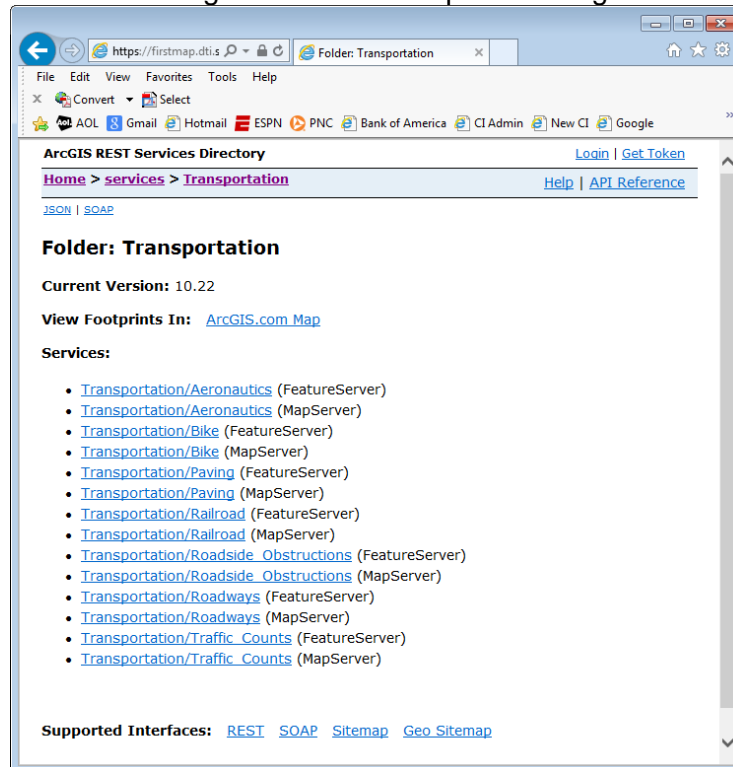 https://firstmap.dti.s
Folder: Transportation
File Edit View Favorites Tools Help
x Convert Select
AOL Gmail Hotmail ESPN PNC Bank of America CI Admin New CI Google »
ArcGIS REST Services Directory Login | Get Token
Home > services > Transportation Help | API Reference
JSON | SOAP
Folder: Transportation
Current Version: 10.22
View Footprints In: ArcGIS.com Map
Services:
• Transportation/Aeronautics (FeatureServer)
• Transportation/Aeronautics (MapServer)
• Transportation/Bike (FeatureServer)
• Transportation/Bike (MapServer)
• Transportation/Paving (FeatureServer)
• Transportation/Paving (MapServer)
• Transportation/Railroad (FeatureServer)
• Transportation/Railroad (MapServer)
• Transportation/Roadside_Obstructions (FeatureServer)
• Transportation/Roadside_Obstructions (MapServer)
• Transportation/Roadways (FeatureServer)
• Transportation/Roadways (MapServer)
• Transportation/Traffic_Counts (FeatureServer)
• Transportation/Traffic_Counts (MapServer)
Supported Interfaces: REST SOAP Sitemap Geo Sitemap